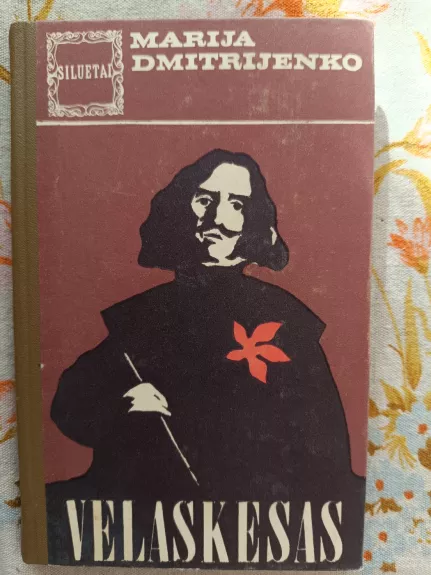 SILUETAI
MARIJA
DMITRIJENKO
VELASKESAS